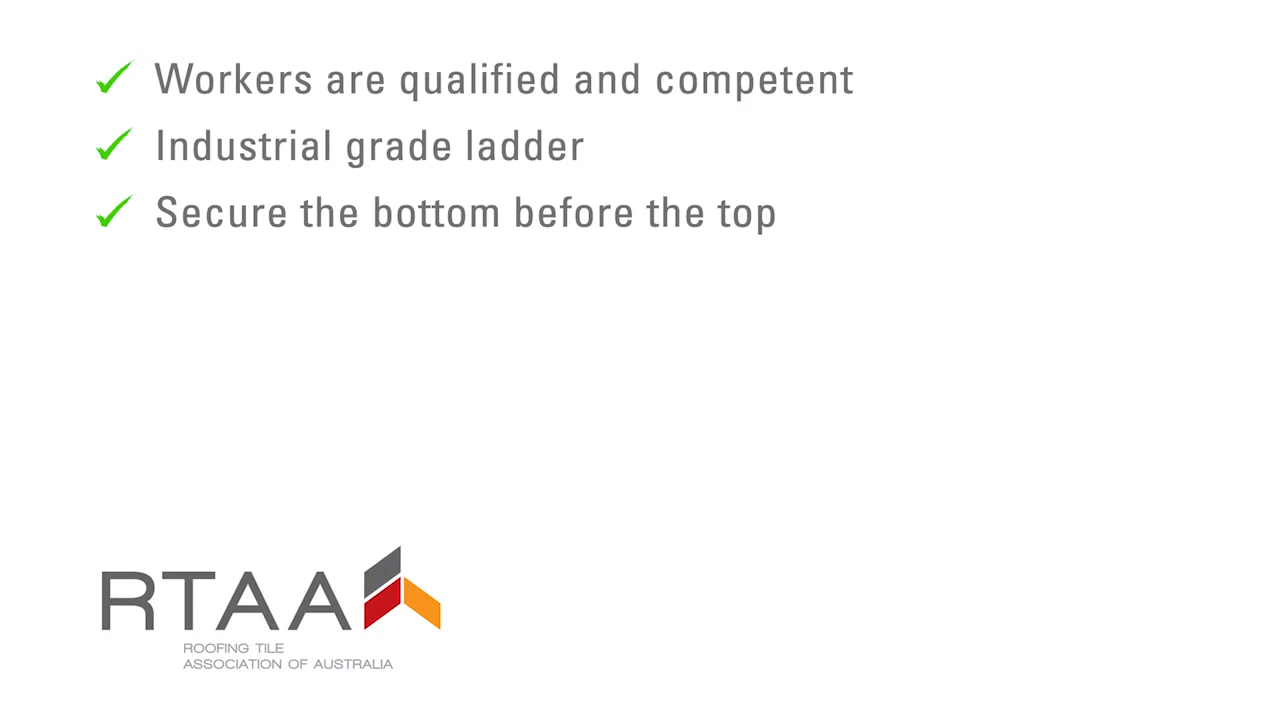 Workers are qualified and competent
Industrial grade ladder
Secure the bottom before the top
RTAA
ROOFING TILE
ASSOCIATION OF AUSTRALIA